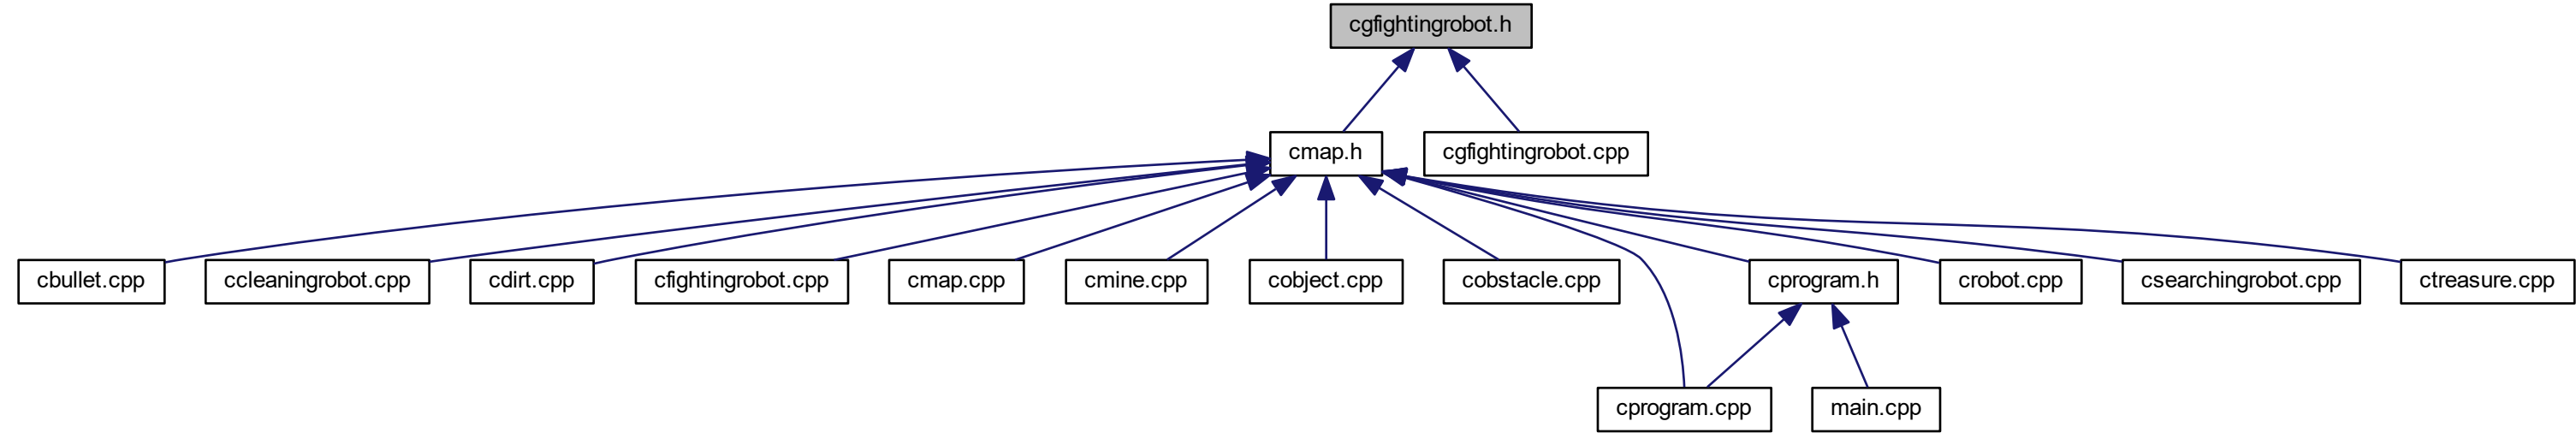 cgfightingrobot.h
cmap.h
cgfightingrobot.cpp
cbullet.cpp
ccleaningrobot.cpp
cdirt.cpp
cfightingrobot.cpp
cmap.cpp
cmine.cpp
cobject.cpp
cobstacle.cpp
cprogram.h
crobot.cpp
csearchingrobot.cpp
ctreasure.cpp
cprogram.cpp
main.cpp